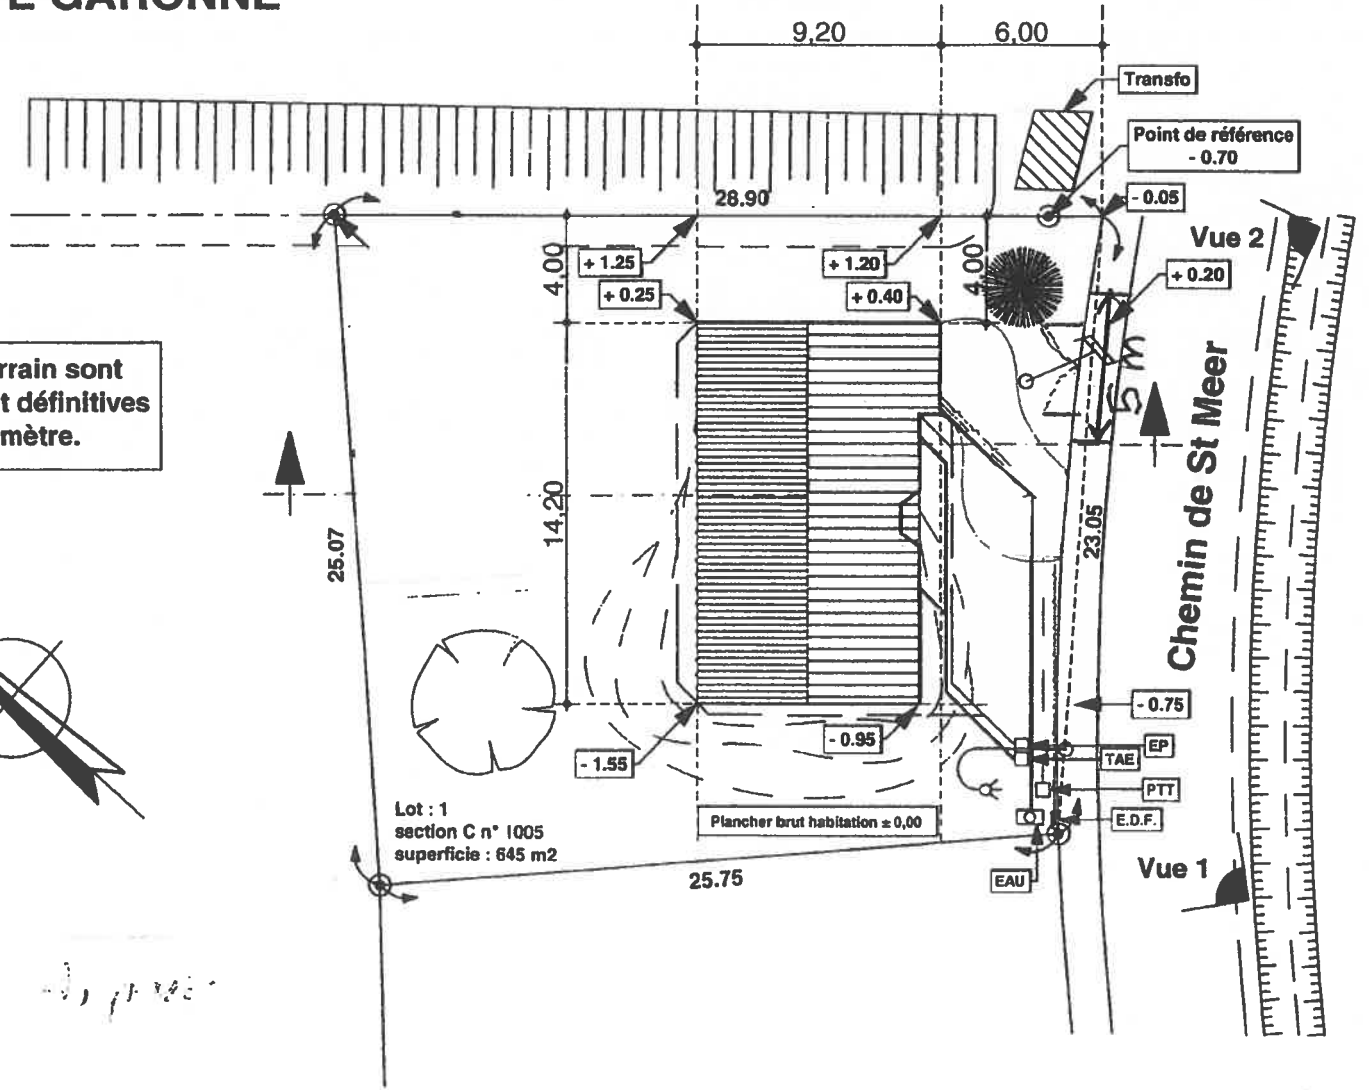 GARONNE
9,20
6,00
Transfo
Point de référence
- 0.70
28.90
- 0.05
Vue 2
+ 1.25
+ 1.20
4,00
4,00
+ 0.20
+ 0.25
+ 0.40
rrain sont
t définitives
mètre.
5 m
Chemin de St Meer
14,20
25.07
23.05
- 0.75
- 0.95
- 1.55
EP
TAE
PTT
E.D.F.
EAU
Lot : 1
section C n° 1005
superficie : 645 m2
Plancher brut habitation ± 0,00
25.75
Vue 1